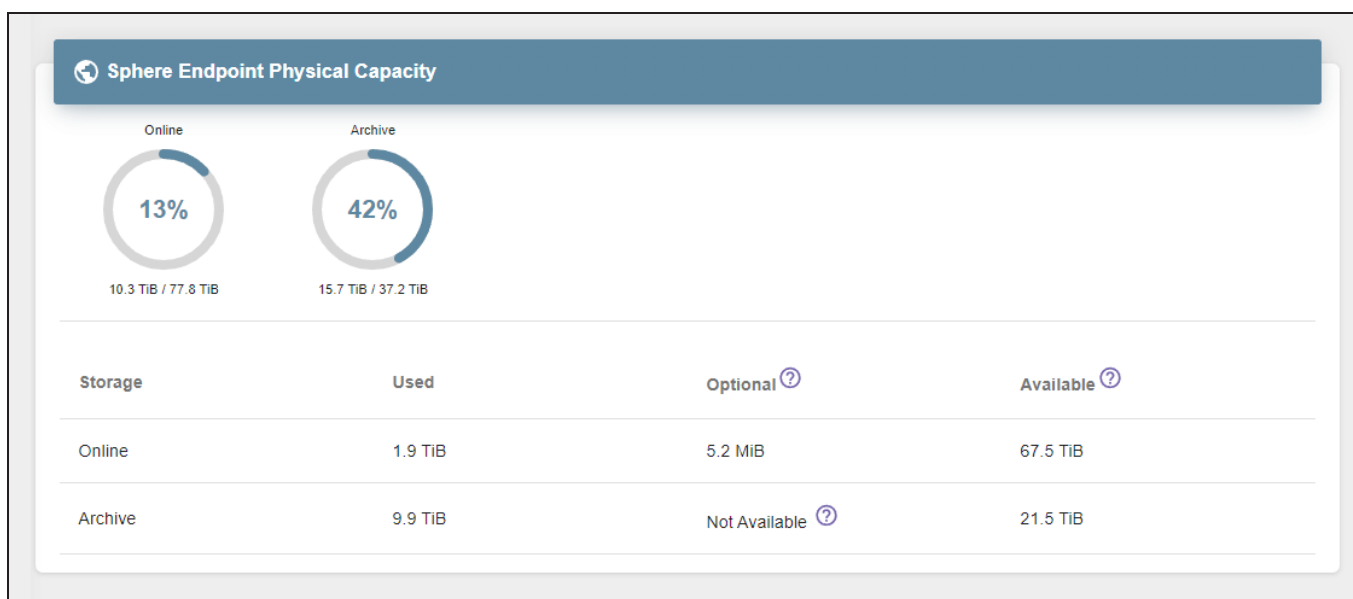 Sphere Endpoint Physical Capacity
Online Archive
13% 42%
10.3 TiB / 77.8 TiB 15.7 TiB / 37.2 TiB
Storage Used Optional ? Available ?
Online 1.9 TiB 5.2 MiB 67.5 TiB
Archive 9.9 TiB Not Available ? 21.5 TiB